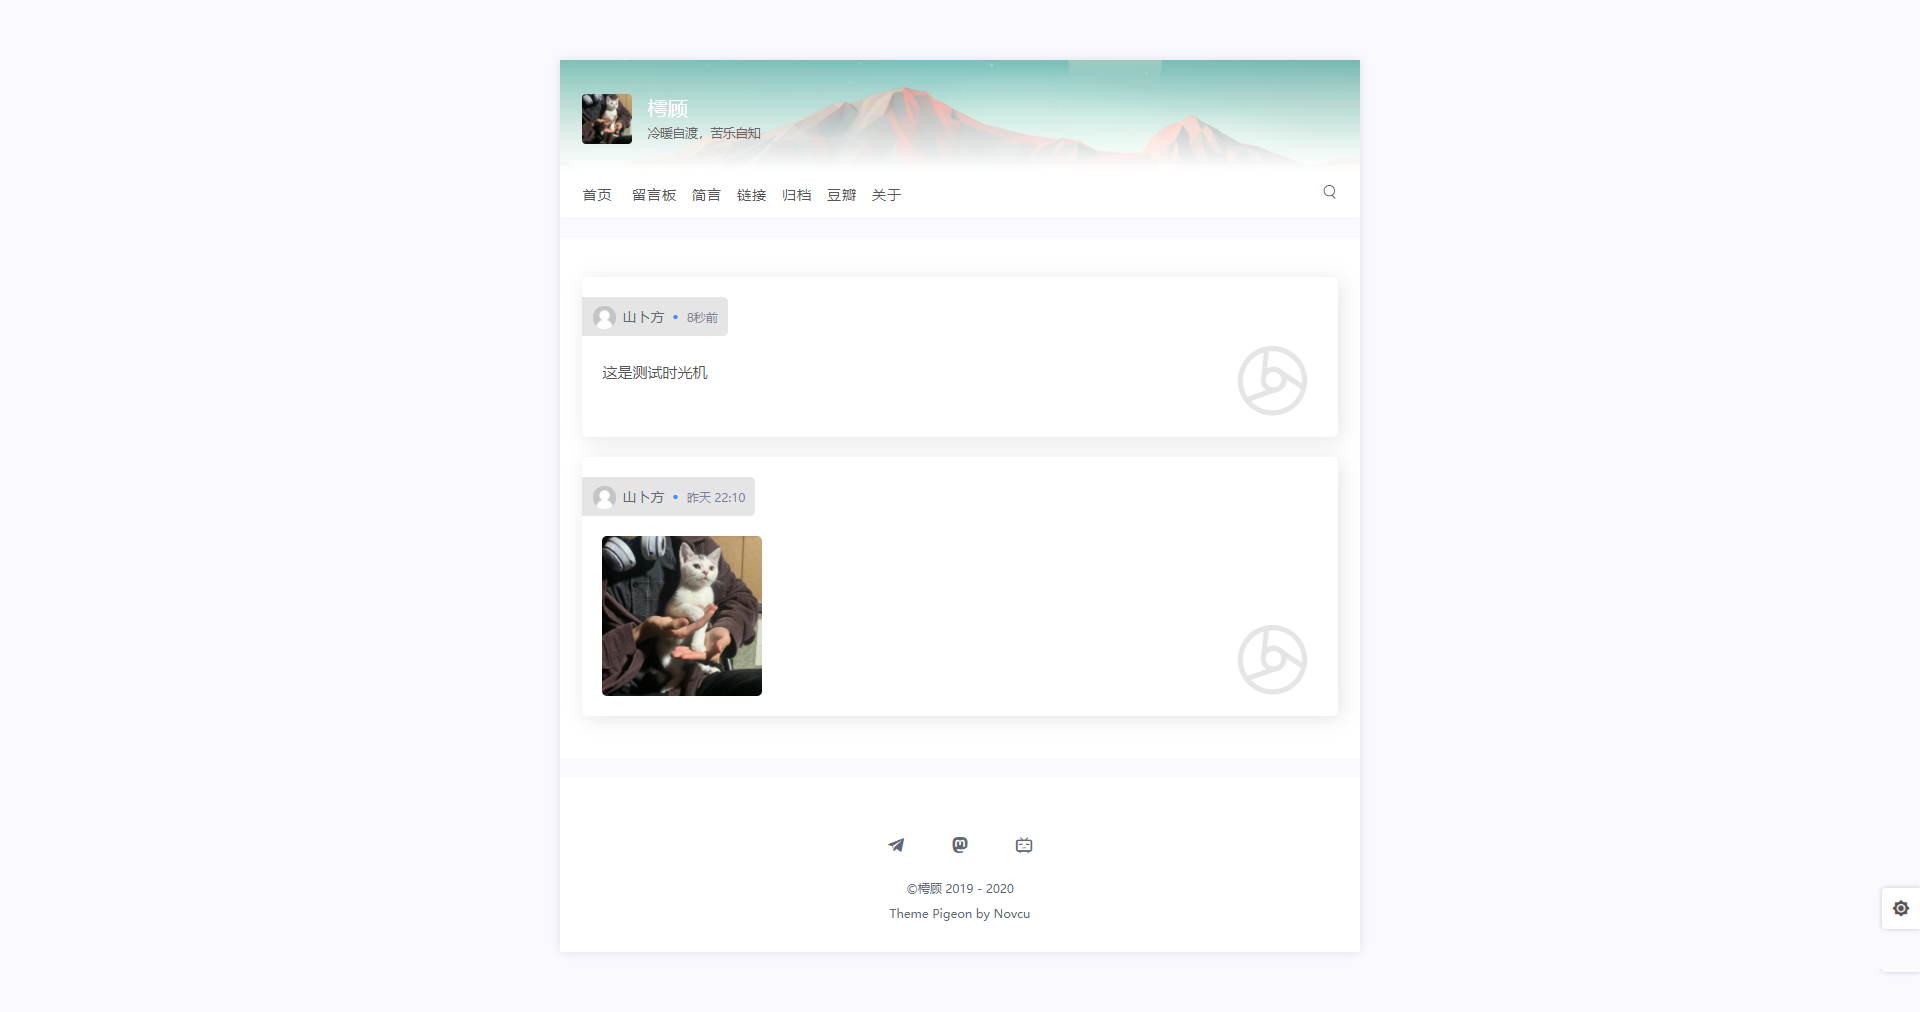 樗顾
冷暖自渡，苦乐自知
首页 留言板 简言 链接 归档 豆瓣 关于
山卜方 • 8秒前
这是测试时光机
山卜方 • 昨天 22:10
©樗顾 2019 - 2020
Theme Pigeon by Novcu